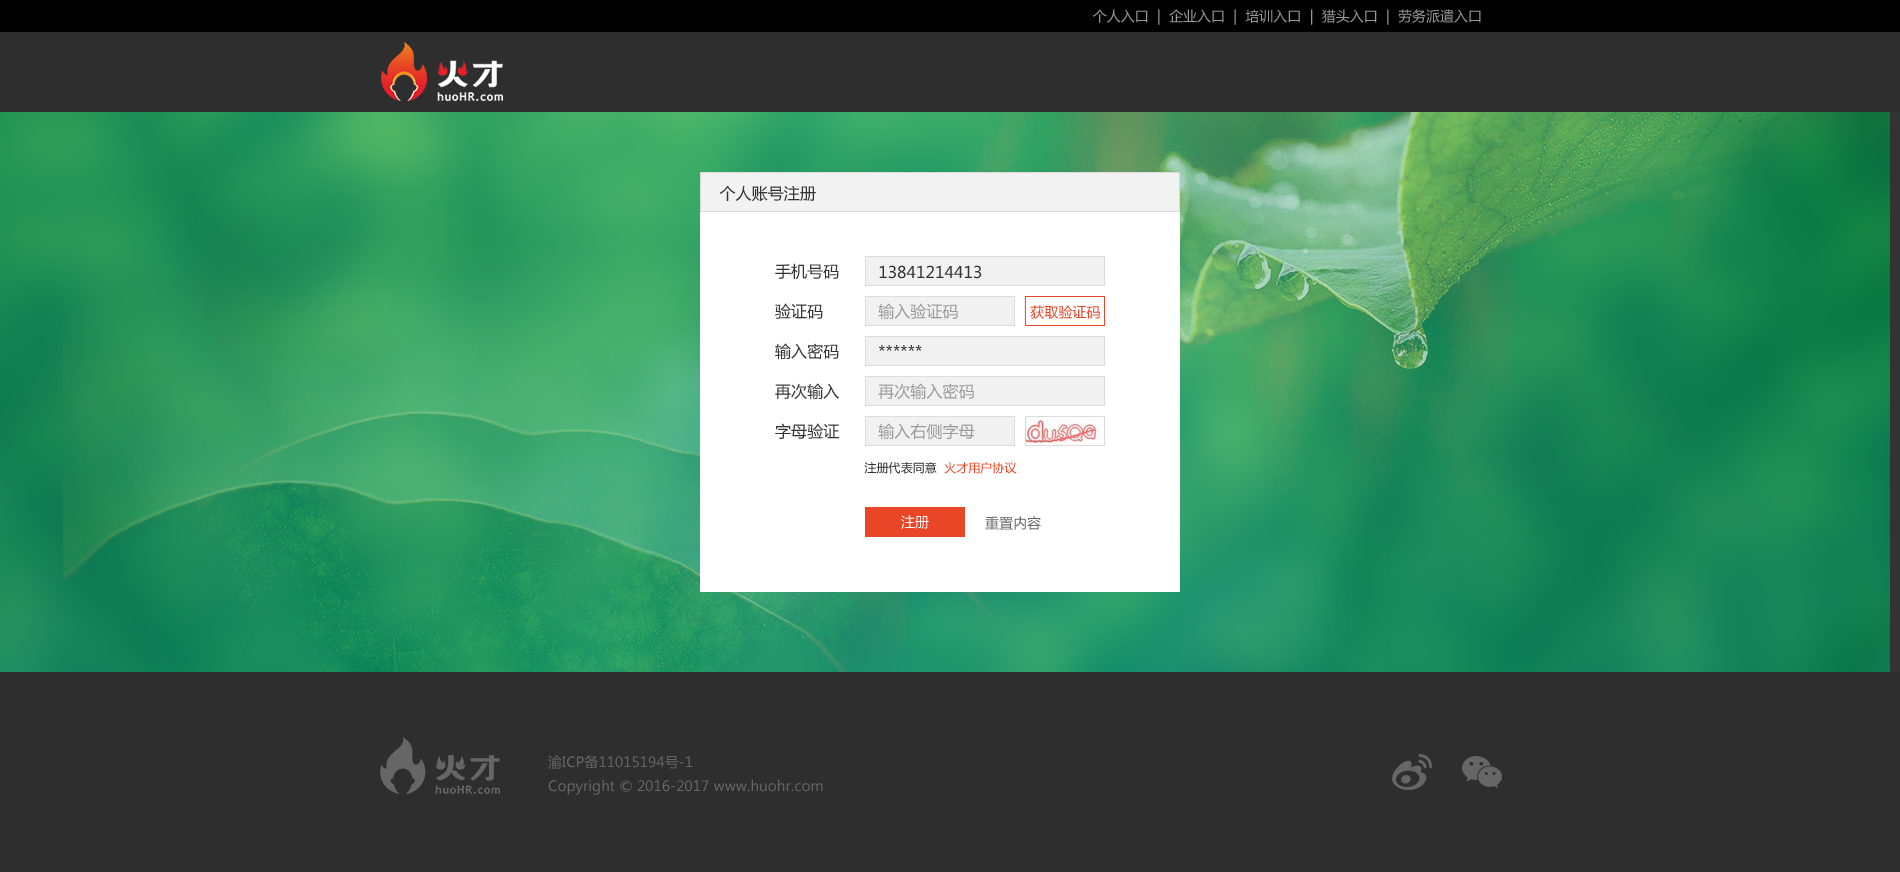 个人入口 | 企业入口 | 培训入口 | 猎头入口 | 劳务派遣入口
火才
huoHR.com
个人账号注册
手机号码 13841214413
验证码 输入验证码 获取验证码
输入密码 ******
再次输入 再次输入密码
字母验证 输入右侧字母
注册代表同意 火才用户协议
注册 重置内容
火才
huoHR.com
渝ICP备11015194号-1
Copyright © 2016-2017 www.huohr.com